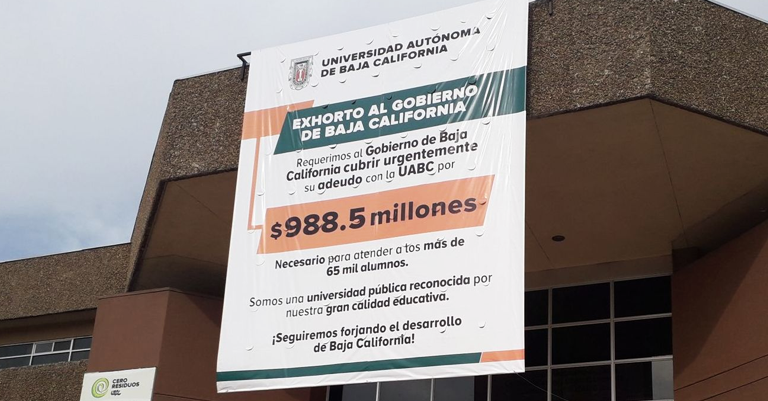 UNIVERSIDAD AUTÓNOMA
DE BAJA CALIFORNIA
EXHORTO AL GOBIERNO
DE BAJA CALIFORNIA
Requerimos al Gobierno de Baja
California cubrir urgentemente
su adeudo con la UABC por
$988.5 millones
Necesario para atender a tos más de
65 mil alumnos.
Somos una universidad pública reconocida por
nuestra gran calidad educativa.
¡Seguiremos forjando el desarrollo
de Baja California!
CERO
RESIDUOS